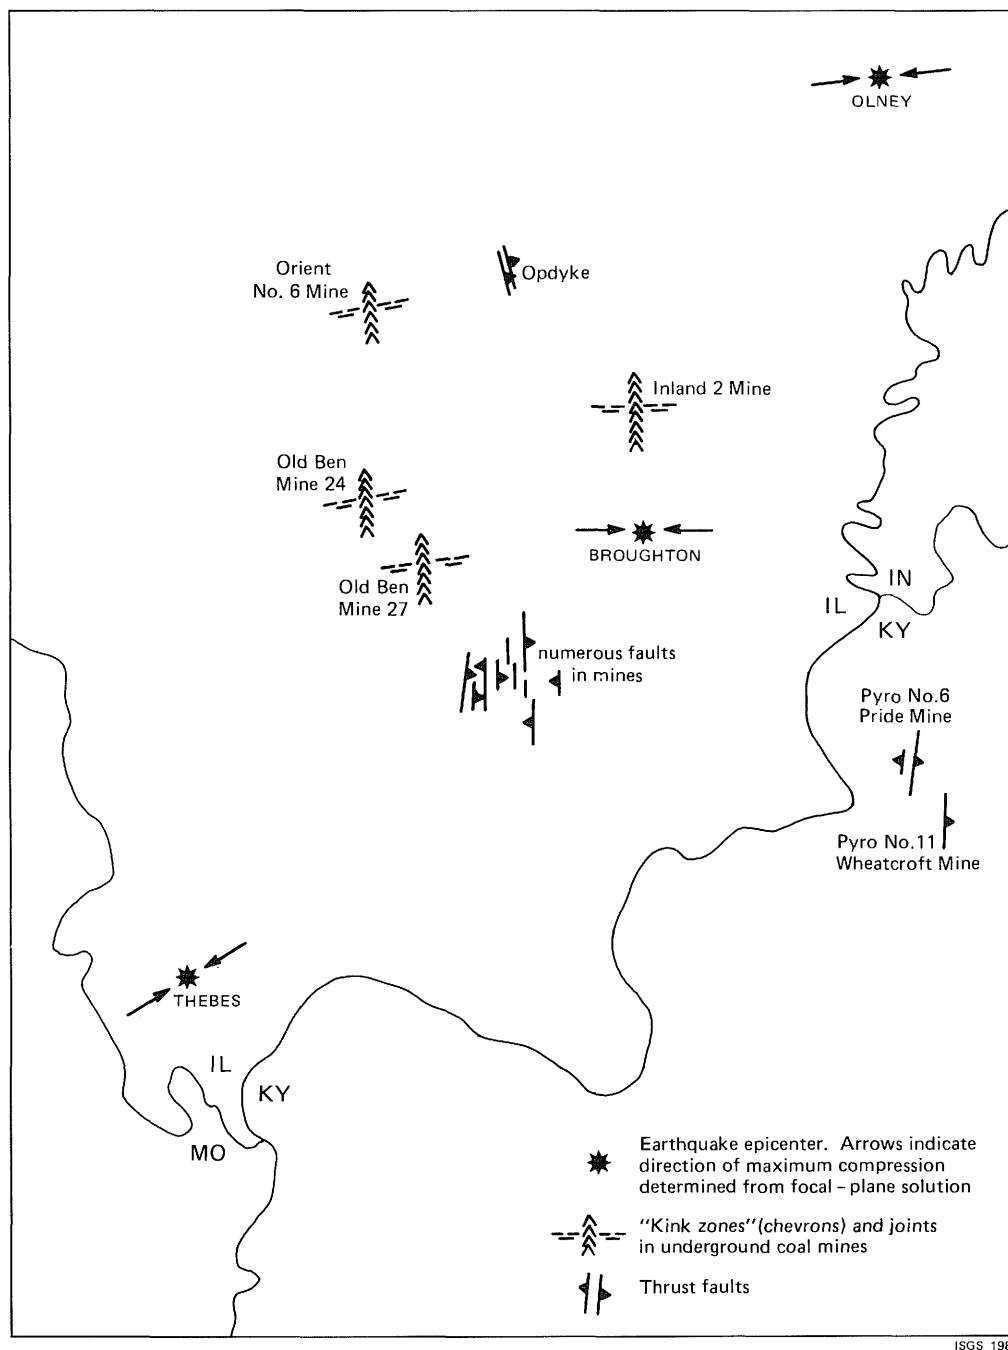 OLNEY
Orient
No. 6 Mine
Opdyke
Inland 2 Mine
Old Ben
Mine 24
BROUGHTON
Old Ben
Mine 27
IN
IL
KY
numerous faults
in mines
Pyro No.6
Pride Mine
Pyro No.11
Wheatcroft Mine
THEBES
IL
KY
MO
Earthquake epicenter. Arrows indicate
direction of maximum compression
determined from focal – plane solution
"Kink zones" (chevrons) and joints
in underground coal mines
Thrust faults
ISGS 198